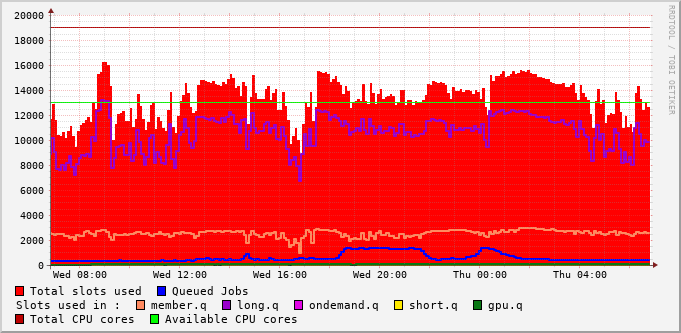 RRDTOOL / TOBI OETIKER
20000
18000
16000
14000
12000
10000
8000
6000
4000
2000
0
Wed 08:00 Wed 12:00 Wed 16:00 Wed 20:00 Thu 00:00 Thu 04:00
Total slots used Queued Jobs
Slots used in : member.q long.q ondemand.q short.q gpu.q
Total CPU cores Available CPU cores